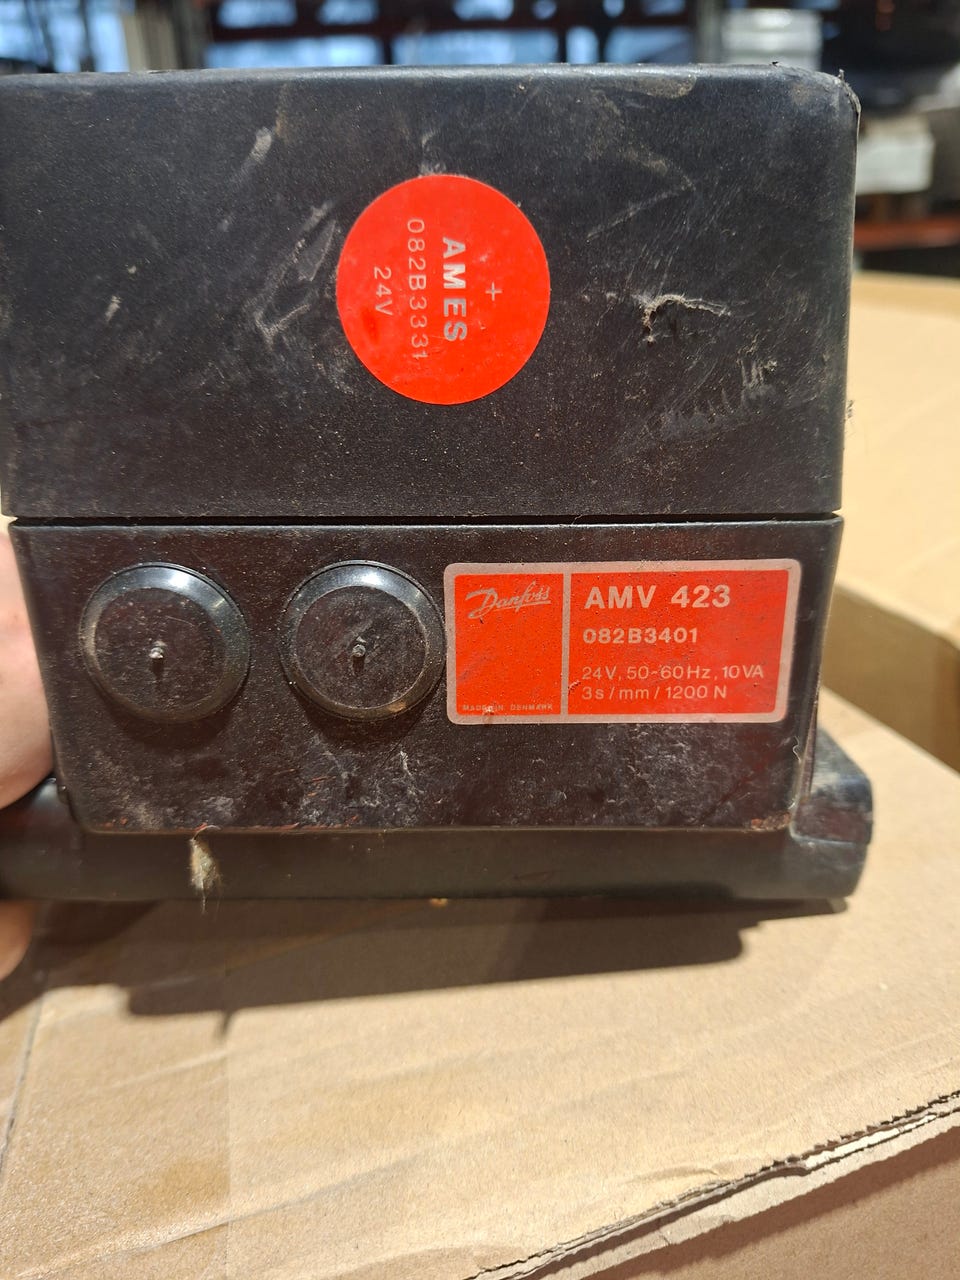 +
AMES
082B3331
24V
Danfoss
MADE IN DENMARK
AMV 423
082B3401
24V, 50-60Hz, 10VA
3s / mm / 1200 N